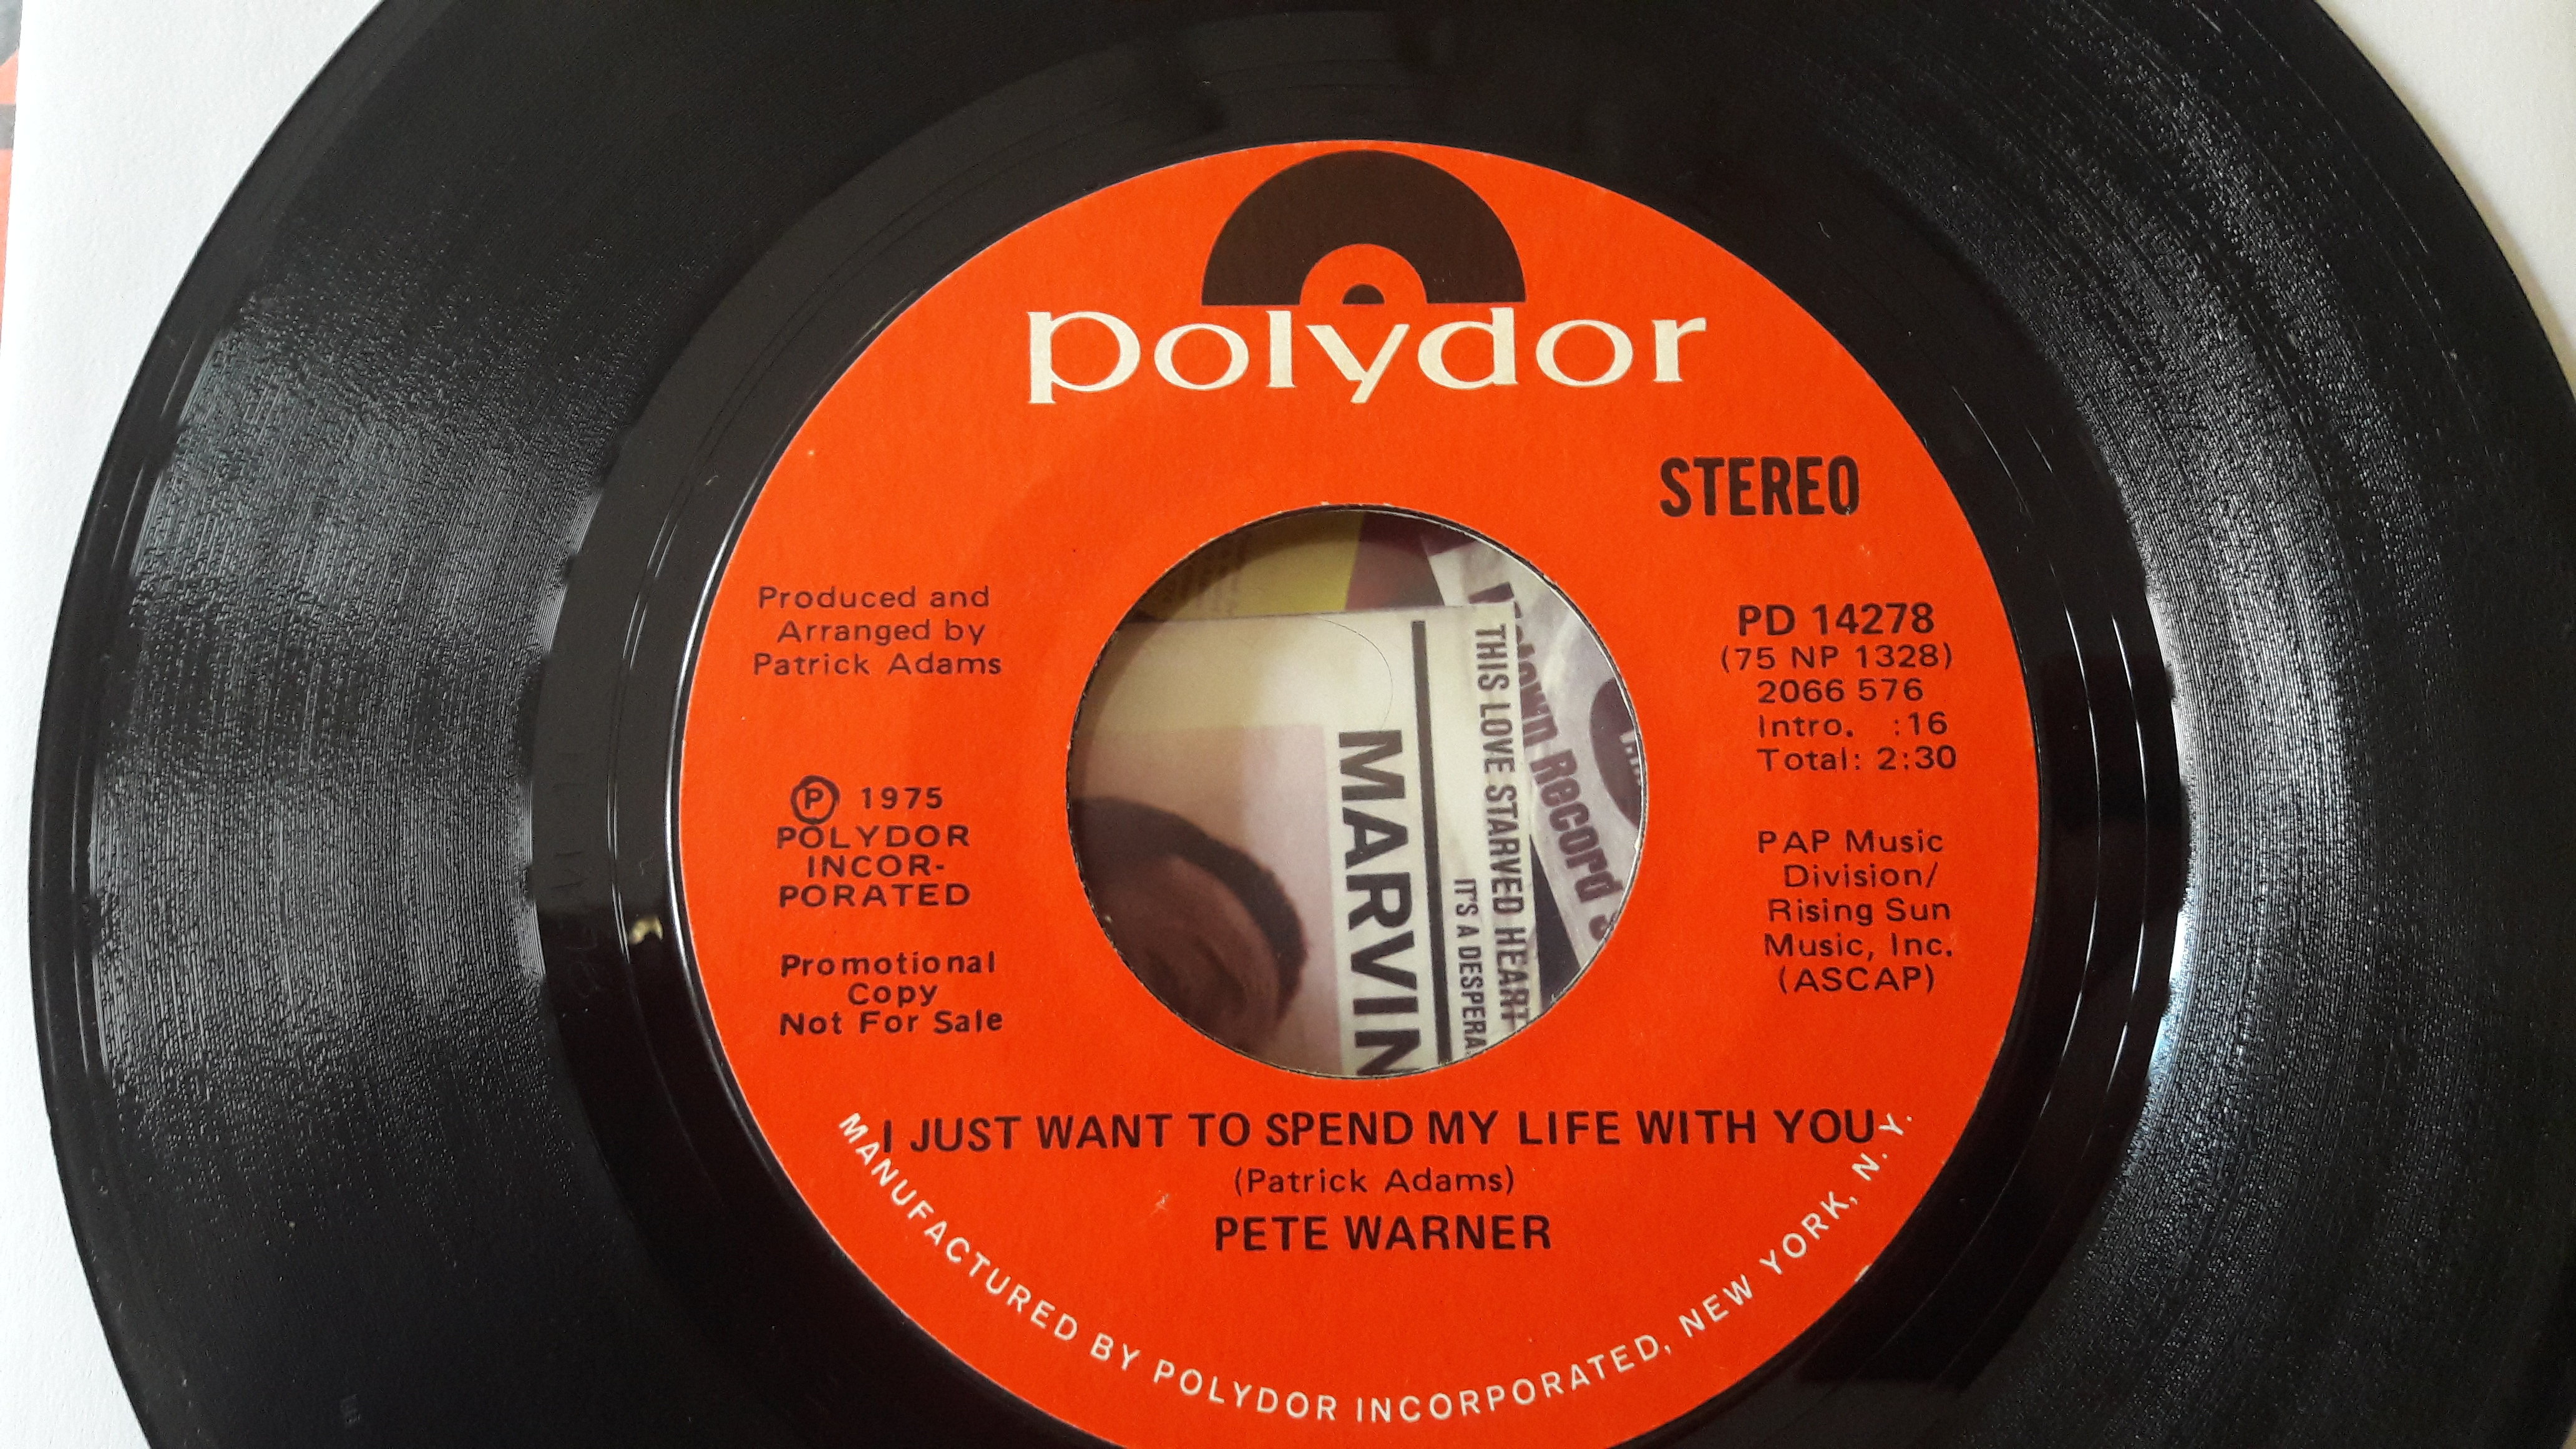 polydor
STEREO
Produced and
Arranged by
Patrick Adams
Ⓟ 1975
POLYDOR
INCOR-
PORATED
Promotional
Copy
Not For Sale
PD 14278
(75 NP 1328)
2066 576
Intro. :16
Total: 2:30
PAP Music
Division/
Rising Sun
Music, Inc.
(ASCAP)
MARVIN
THIS LOVE STARVED HEART
IT'S A DESPERA
Record
I JUST WANT TO SPEND MY LIFE WITH YOU
(Patrick Adams)
PETE WARNER
MANUFACTURED BY POLYDOR INCORPORATED, NEW YORK, N.Y.